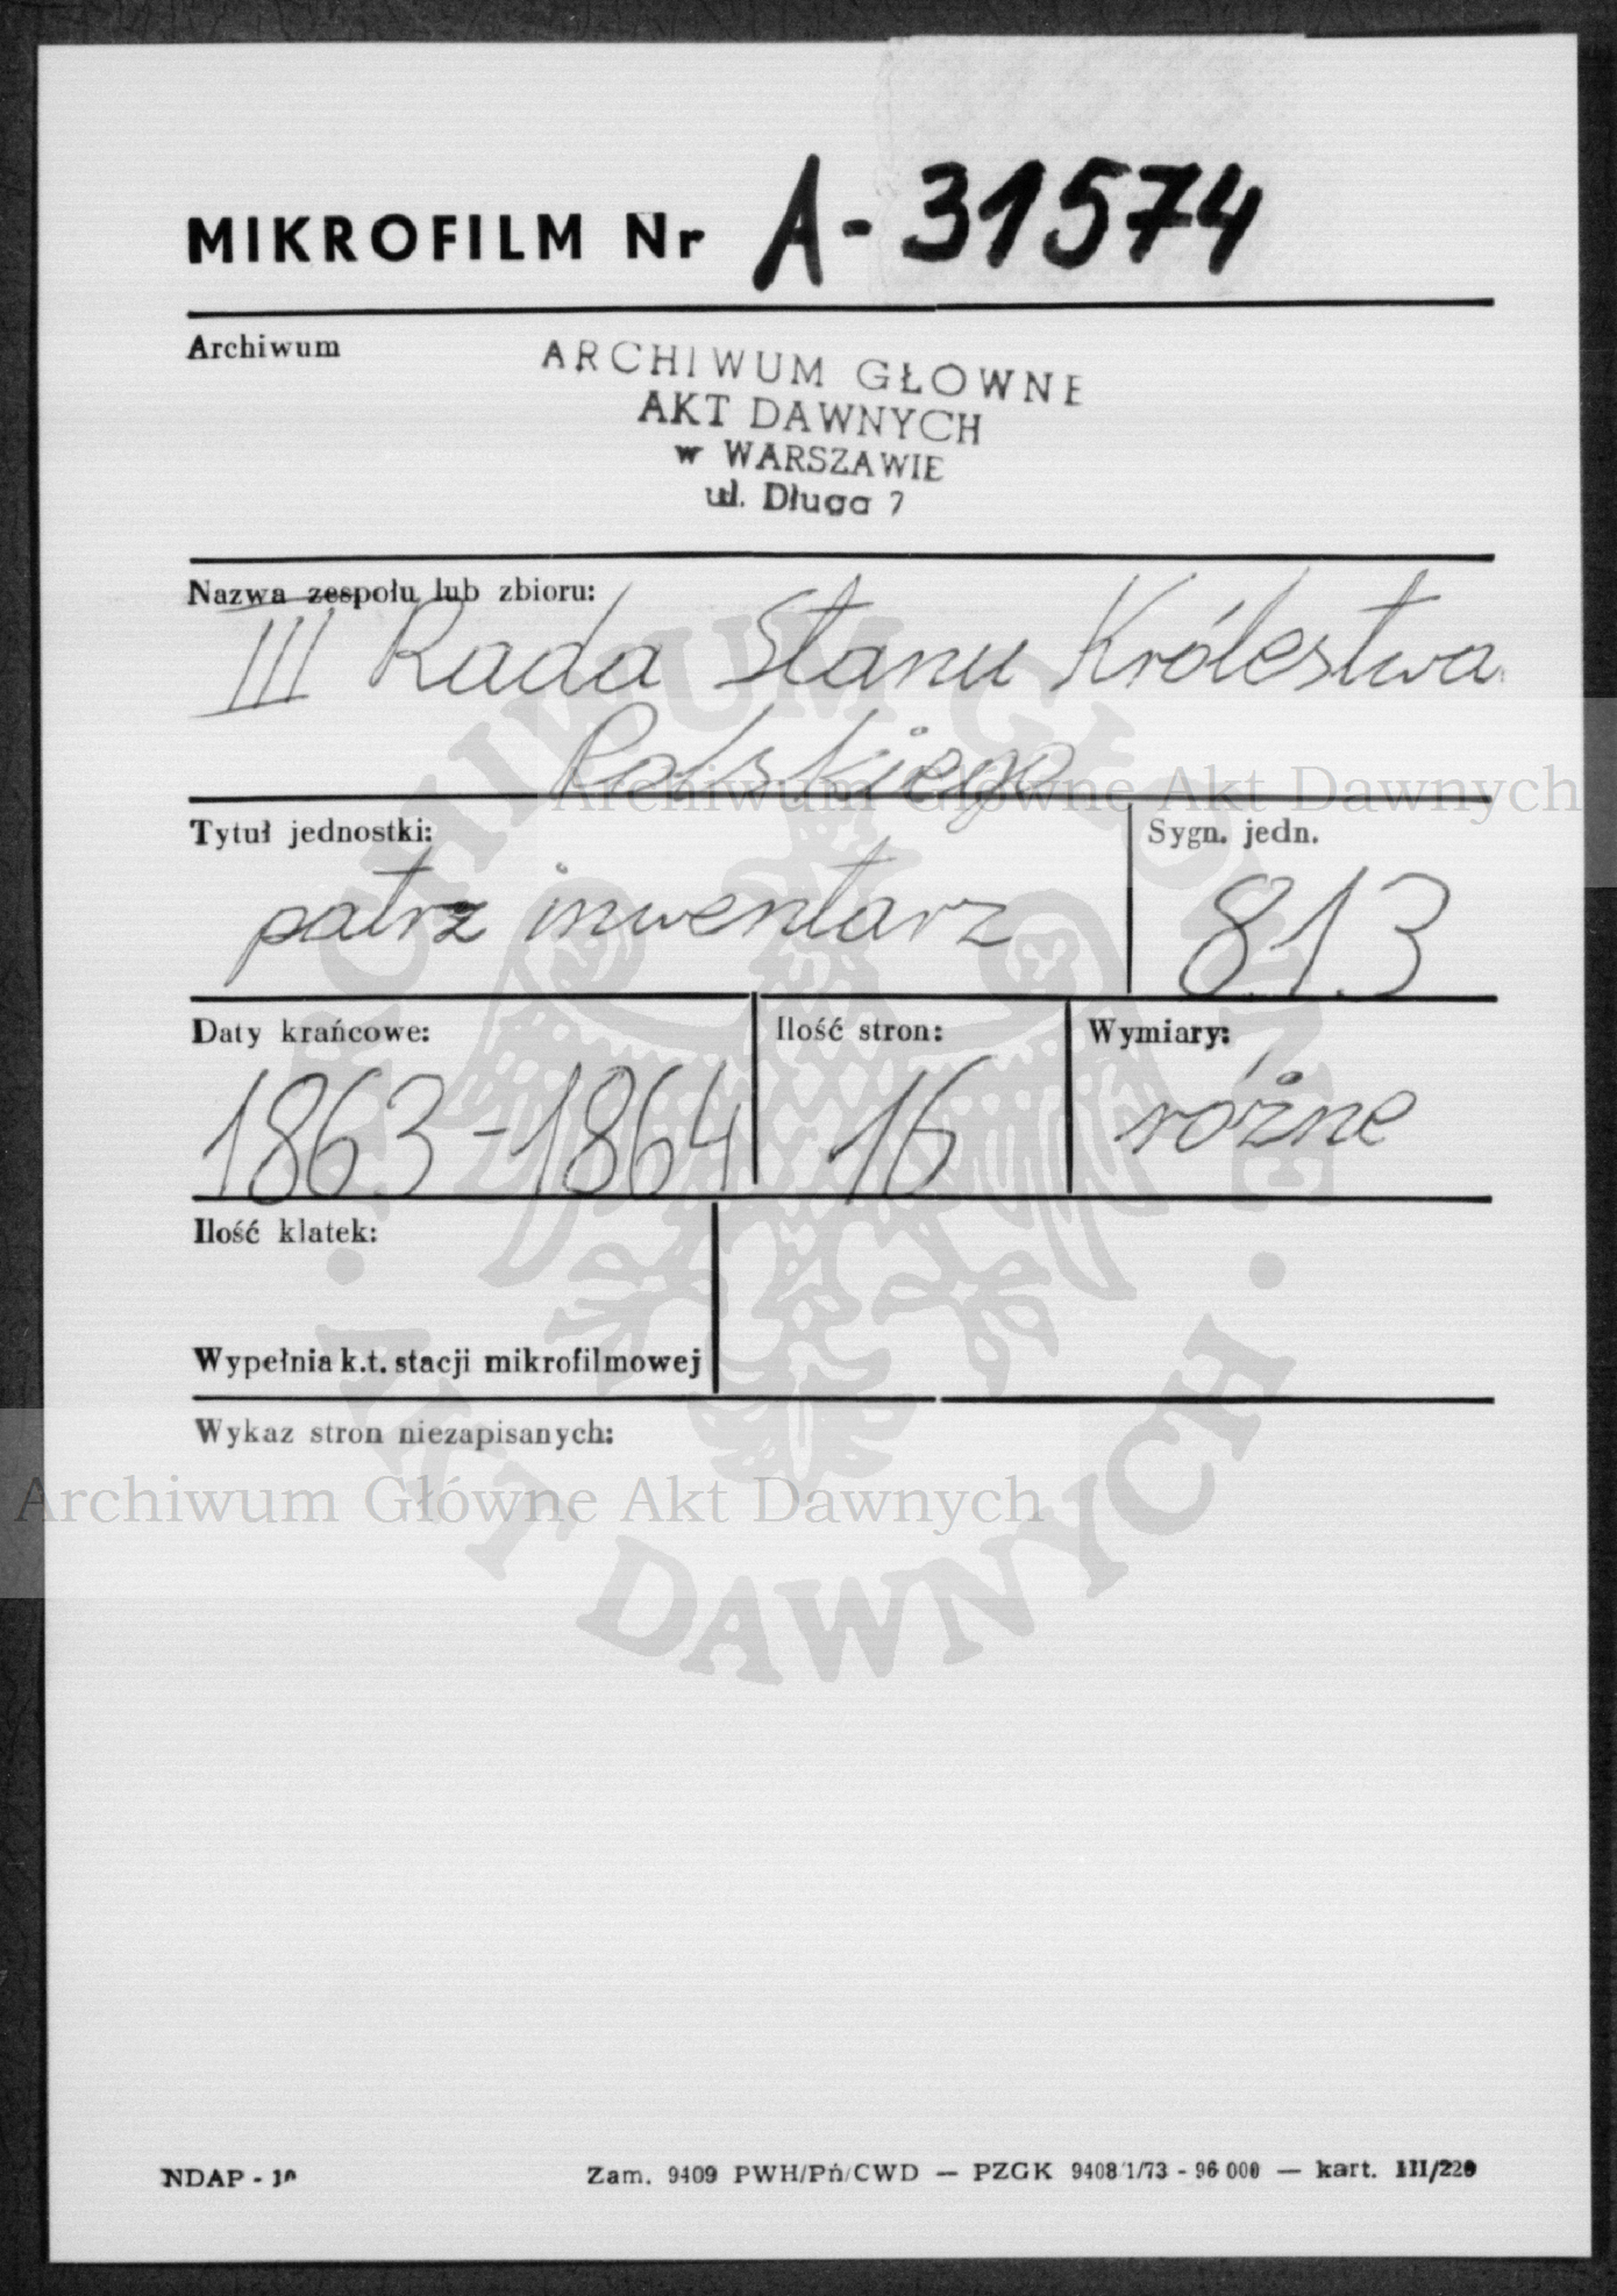 MIKROFILM Nr A-31574
Archiwum
ARCHIWUM GŁOWNE
AKT DAWNYCH
w WARSZAWIE
ul. Długa 7
Nazwa zespołu lub zbioru:
III Rada Stanu Królestwa
Polskiego
Archiwum Główne Akt Dawnych
Tytuł jednostki:
patrz inwentarz
Sygn. jedn.
813
Daty krańcowe:
1863-1864
Ilość stron:
16
Wymiary:
różne
Ilość klatek:
Wypełnia k.t. stacji mikrofilmowej
Wykaz stron niezapisanych:
Archiwum Główne Akt Dawnych
ARCHIWUM GŁÓWNE
· AKT DAWNYCH ·
NDAP - 10
Zam. 9409 PWH/Pń/CWD — PZGK 9408/1/73 - 96 000 — kart. III/220